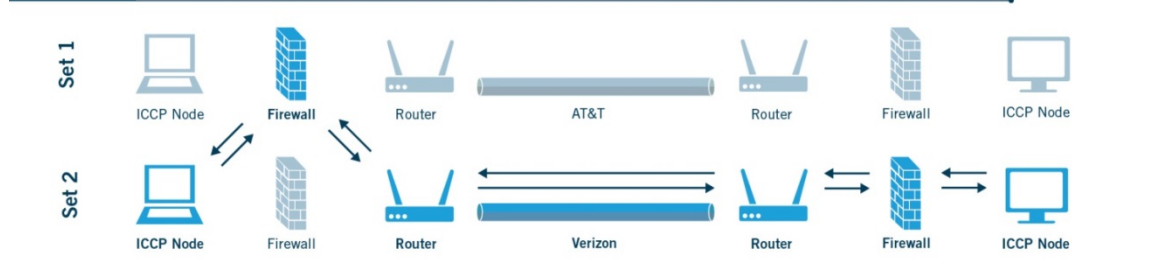 Set 1
ICCP Node
Firewall
Router
AT&T
Router
Firewall
ICCP Node
Set 2
ICCP Node
Firewall
Router
Verizon
Router
Firewall
ICCP Node